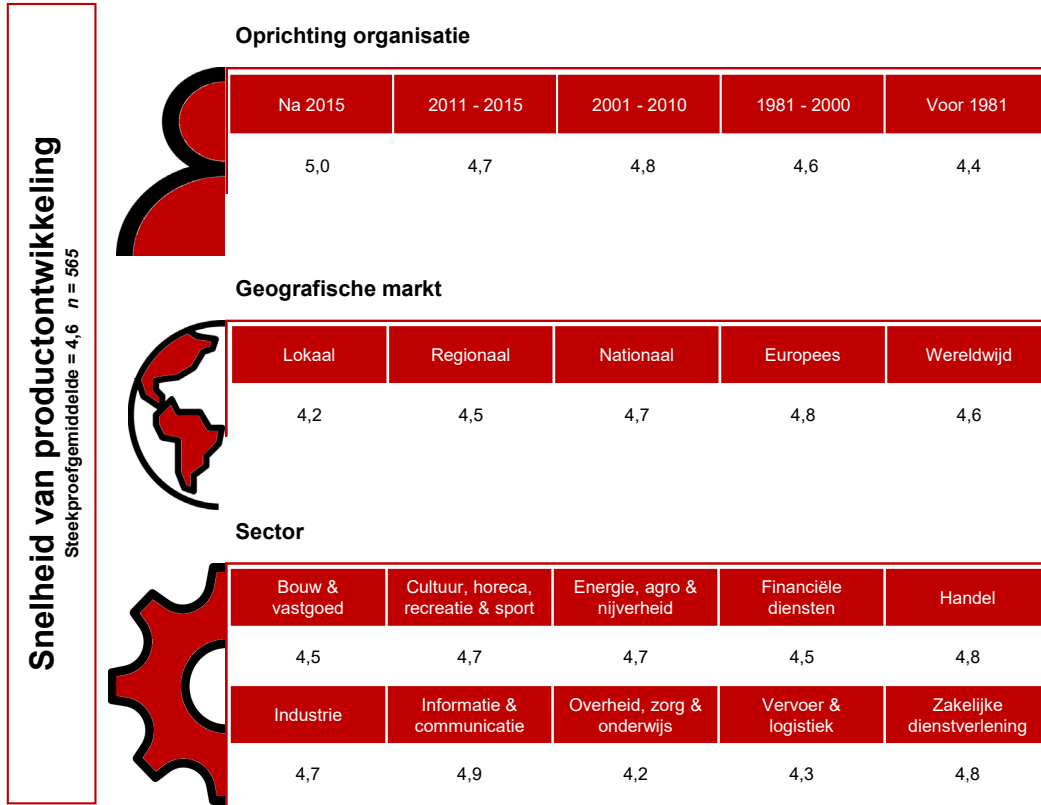 Snelheid van productontwikkeling
Steekproefgemiddelde = 4,6 n = 565
Oprichting organisatie
Na 2015 2011 - 2015 2001 - 2010 1981 - 2000 Voor 1981
5,0 4,7 4,8 4,6 4,4
Geografische markt
Lokaal Regionaal Nationaal Europees Wereldwijd
4,2 4,5 4,7 4,8 4,6
Sector
Bouw & Cultuur, horeca, Energie, agro & Financiële Handel
vastgoed recreatie & sport nijverheid diensten
4,5 4,7 4,7 4,5 4,8
Industrie Informatie & Overheid, zorg & Vervoer & Zakelijke
communicatie onderwijs logistiek dienstverlening
4,7 4,9 4,2 4,3 4,8